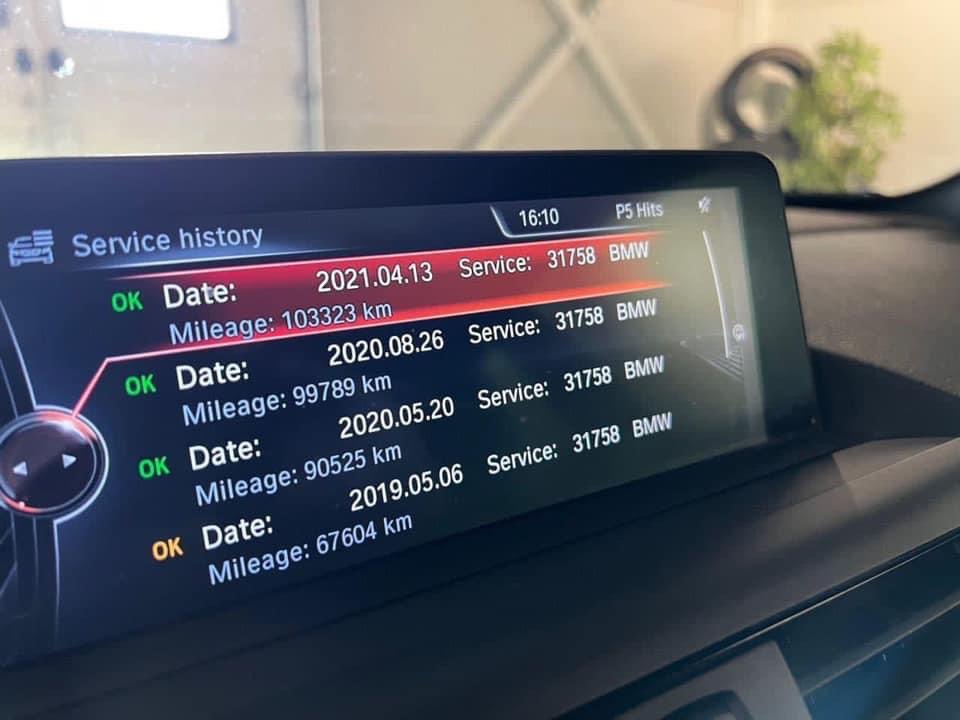 16:10 P5 Hits
Service history
OK Date: 2021.04.13 Service: 31758 BMW
Mileage: 103323 km
OK Date: 2020.08.26 Service: 31758 BMW
Mileage: 99789 km
OK Date: 2020.05.20 Service: 31758 BMW
Mileage: 90525 km
OK Date: 2019.05.06 Service: 31758 BMW
Mileage: 67604 km